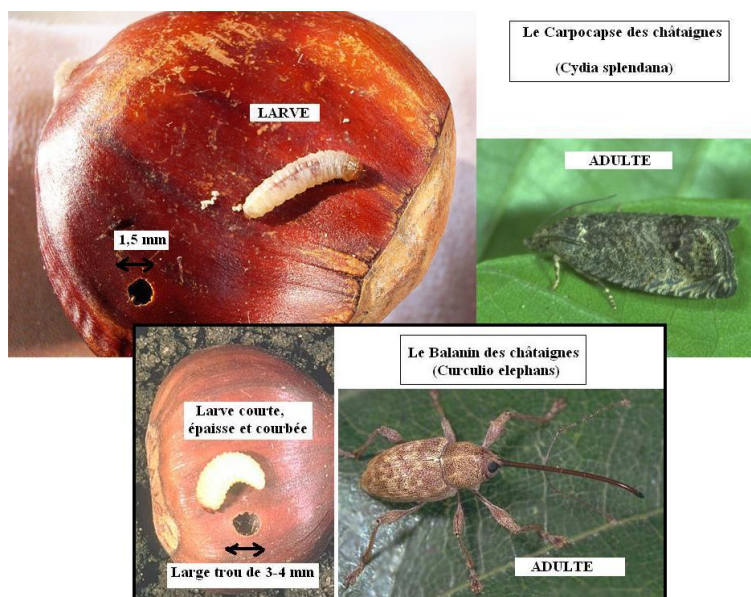 Le Carpocapse des châtaignes
(Cydia splendana)
LARVE
ADULTE
1,5 mm
Le Balanin des châtaignes
(Curculio elephans)
Larve courte,
épaisse et courbée
Large trou de 3-4 mm
ADULTE